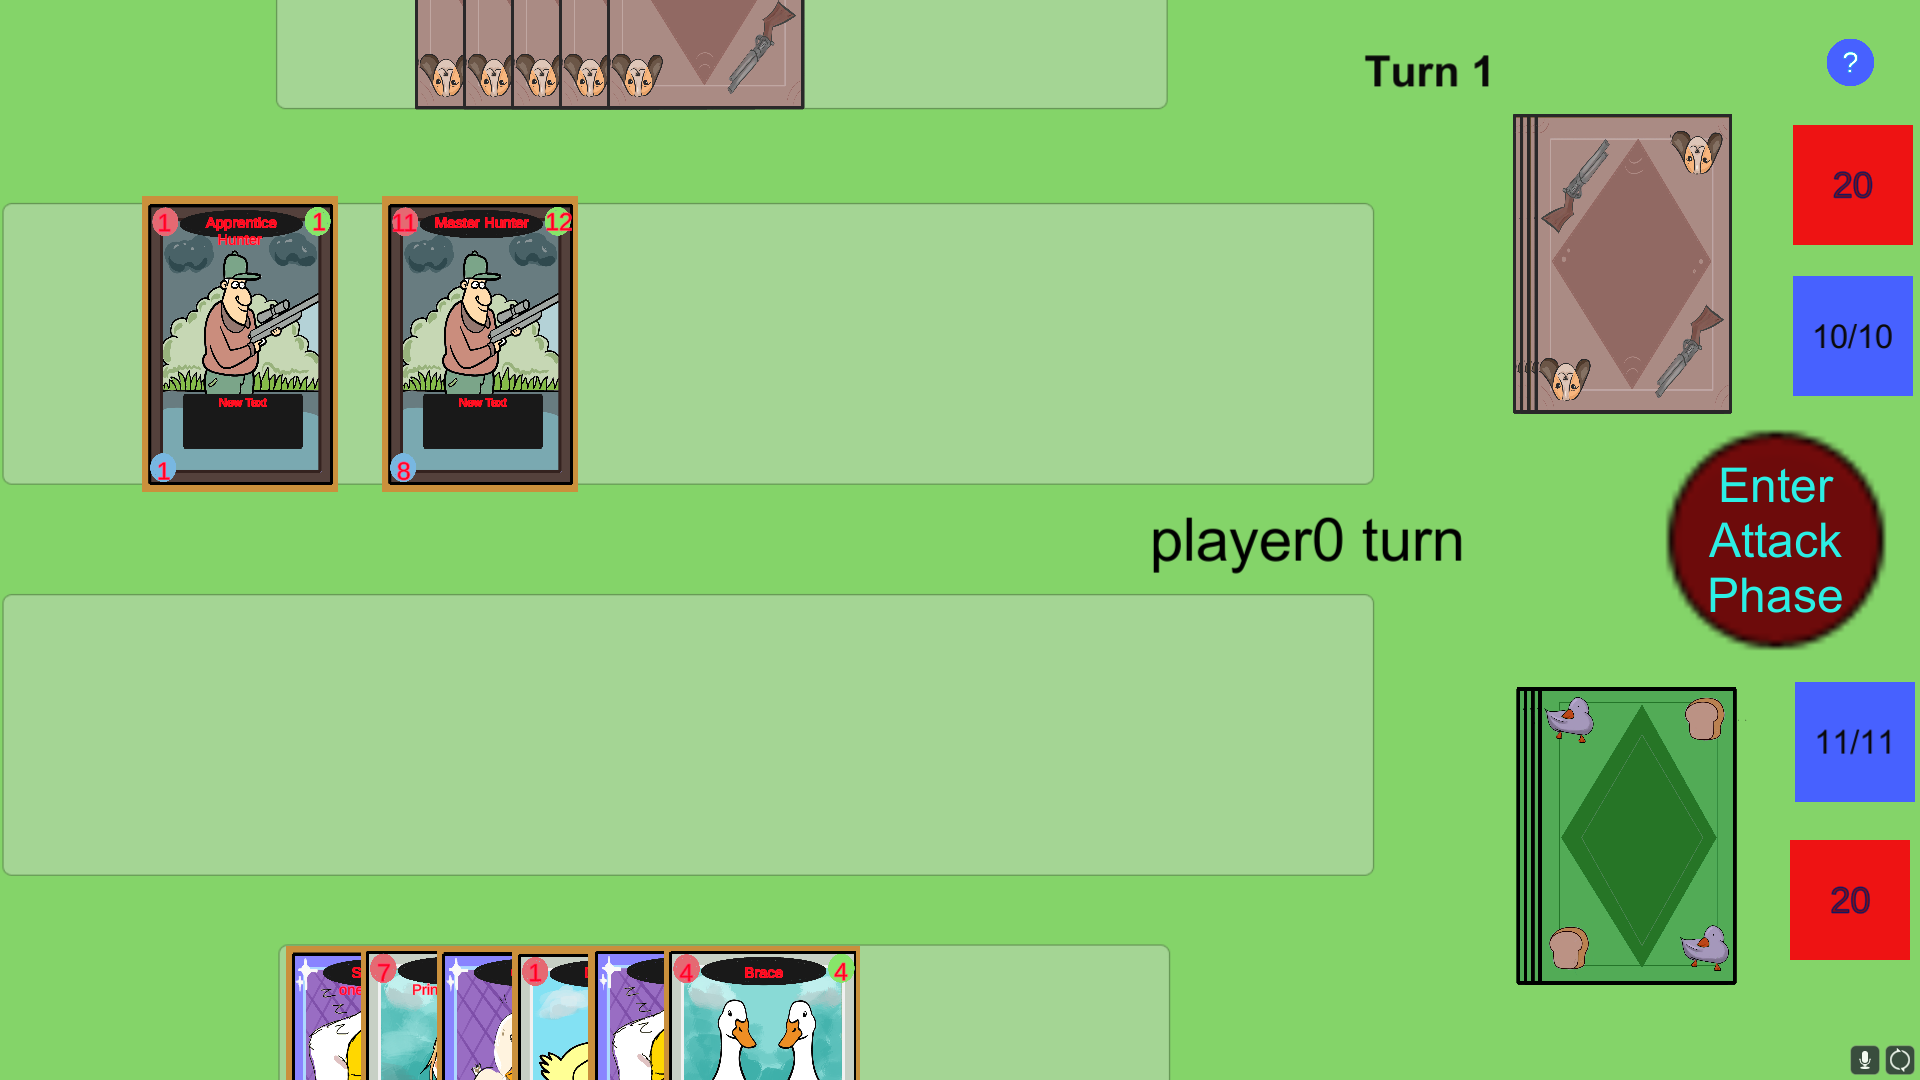 Turn 1
?
20
10/10
1
Apprentice
Hunter
1
New Text
1
11
Master Hunter
12
New Text
8
player0 turn
Enter
Attack
Phase
11/11
20
7
Prin
1
4
Brace
4